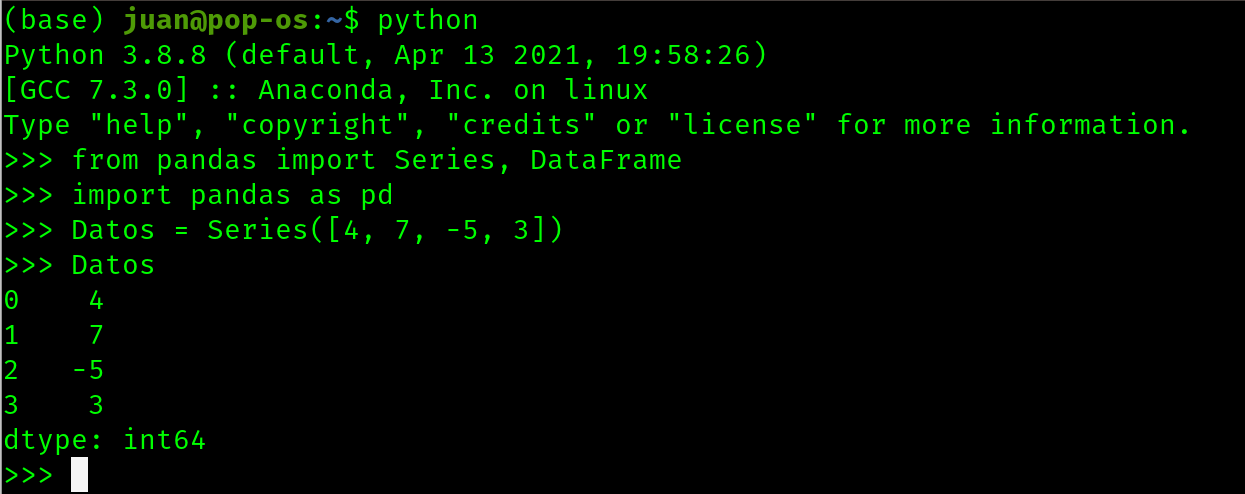 (base) juan@pop-os:~$ python
Python 3.8.8 (default, Apr 13 2021, 19:58:26)
[GCC 7.3.0] :: Anaconda, Inc. on linux
Type "help", "copyright", "credits" or "license" for more information.
>>> from pandas import Series, DataFrame
>>> import pandas as pd
>>> Datos = Series([4, 7, -5, 3])
>>> Datos
0    4
1    7
2   -5
3    3
dtype: int64
>>>